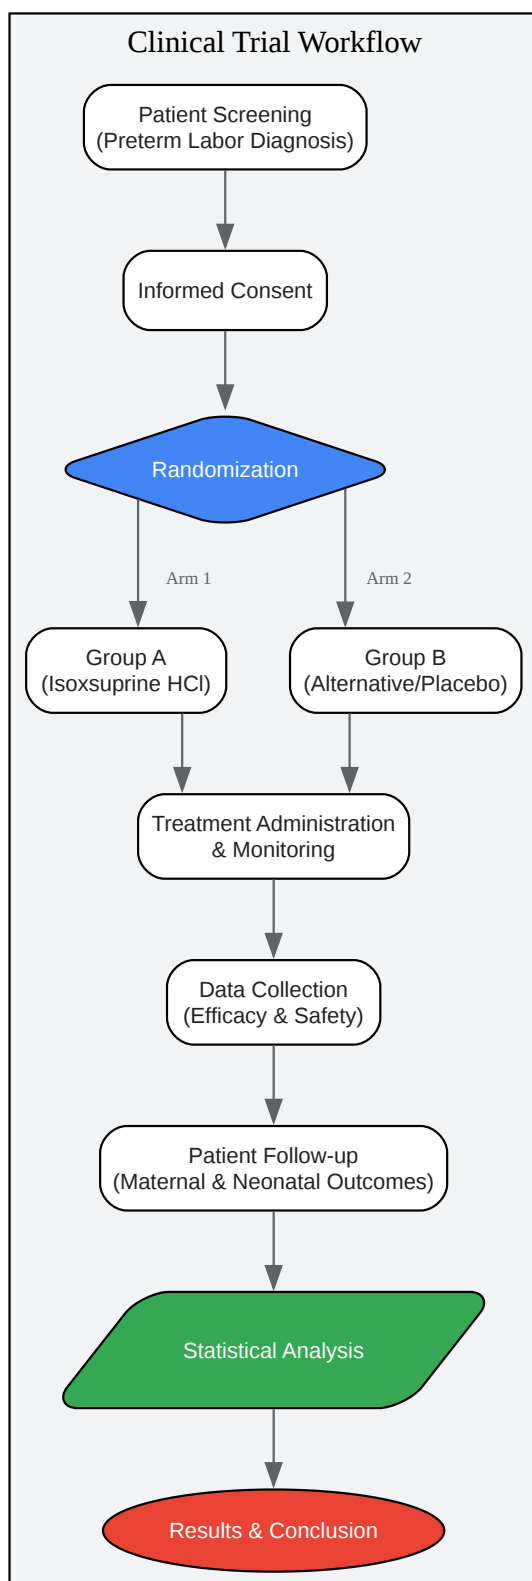 Clinical Trial Workflow
Patient Screening
(Preterm Labor Diagnosis)
Informed Consent
Randomization
Arm 1
Arm 2
Group A
(Isoxsuprine HCl)
Group B
(Alternative/Placebo)
Treatment Administration
& Monitoring
Data Collection
(Efficacy & Safety)
Patient Follow-up
(Maternal & Neonatal Outcomes)
Statistical Analysis
Results & Conclusion